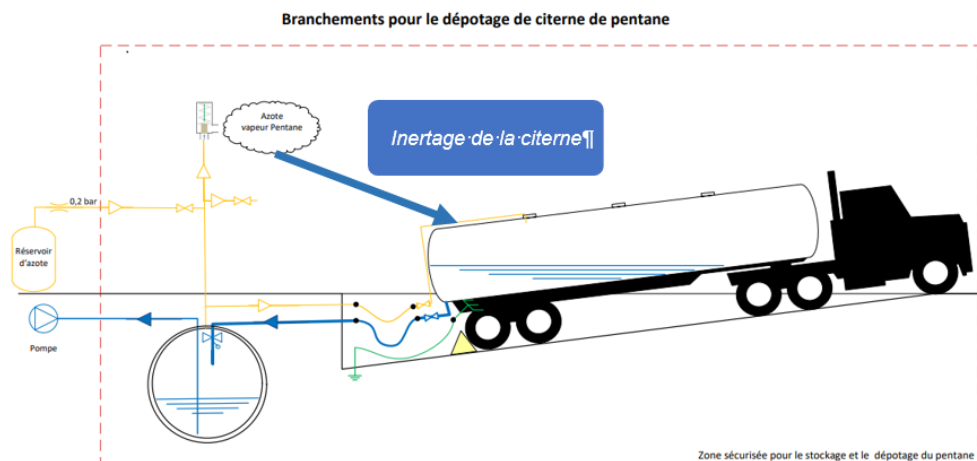 Branchements pour le dépotage de citerne de pentane
Azote
vapeur Pentane
Inertage·de·la·citerne¶
0,2 bar
Réservoir
d'azote
Pompe
Zone sécurisée pour le stockage et le  dépotage du pentane